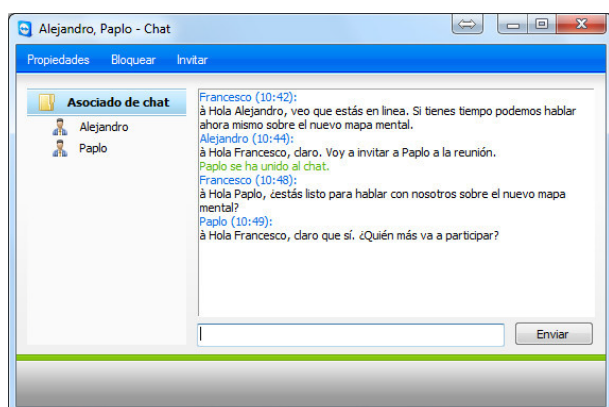 Alejandro, Paplo - Chat
Propiedades Bloquear Invitar
Asociado de chat
Alejandro
Paplo
Francesco (10:42):
à Hola Alejandro, veo que estás en linea. Si tienes tiempo podemos hablar
ahora mismo sobre el nuevo mapa mental.
Alejandro (10:44):
à Hola Francesco, claro. Voy a invitar a Paplo a la reunión.
Paplo se ha unido al chat.
Francesco (10:48):
à Hola Paplo, ¿estás listo para hablar con nosotros sobre el nuevo mapa
mental?
Paplo (10:49):
à Hola Francesco, claro que sí. ¿Quién más va a participar?
Enviar